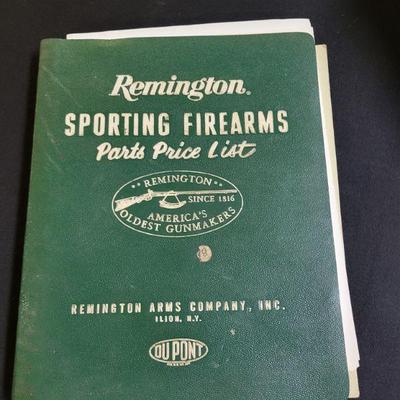 Remington®
SPORTING FIREARMS
Parts Price List
REMINGTON
SINCE 1816
AMERICA'S
OLDEST GUNMAKERS
REMINGTON ARMS COMPANY, INC.
ILION, N.Y.
DU PONT